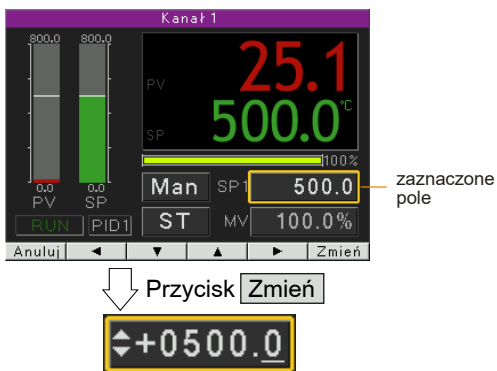 Kanał 1
800.0 800.0
PV 25.1
SP 500.0 °C
100%
0.0 0.0
PV SP
Man SP1 500.0
RUN PID1 ST MV 100.0%
Anuluj ◄ ▼ ▲ ► Zmień
zaznaczone
pole
Przycisk Zmień
+0500.0